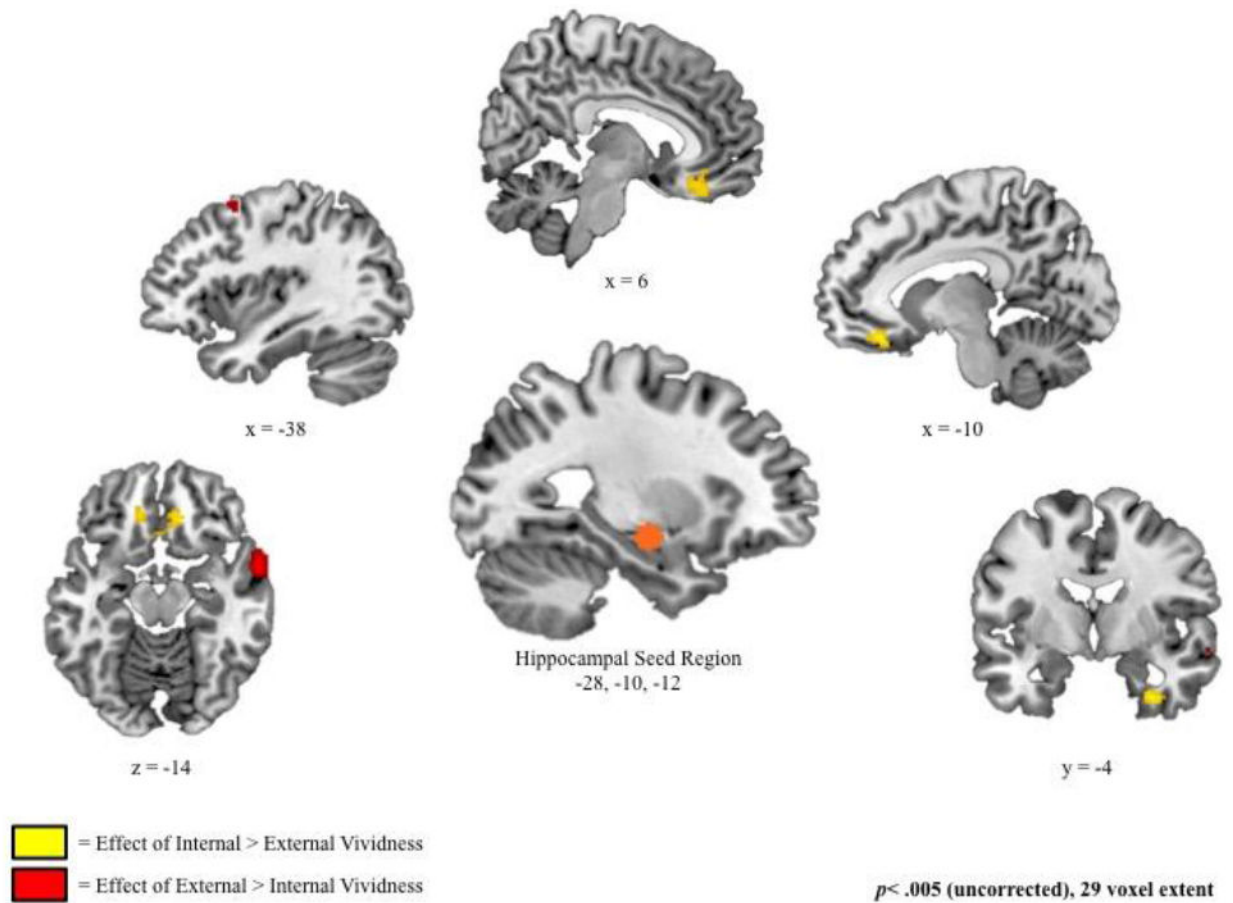 x = 6
x = -38
x = -10
Hippocampal Seed Region
-28, -10, -12
z = -14
y = -4
= Effect of Internal > External Vividness
= Effect of External > Internal Vividness
p< .005 (uncorrected), 29 voxel extent